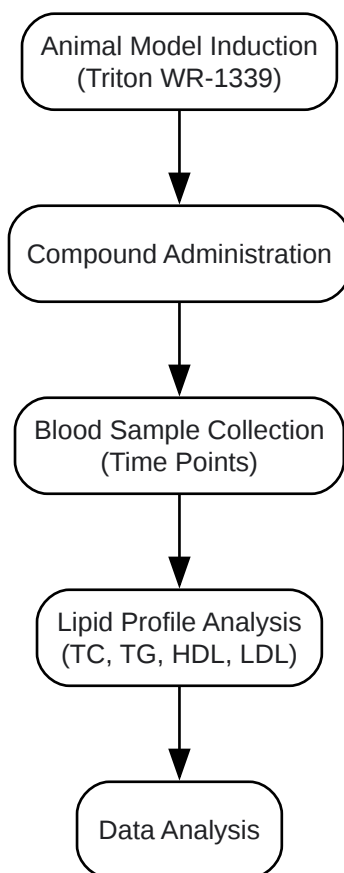 Animal Model Induction
(Triton WR-1339)
Compound Administration
Blood Sample Collection
(Time Points)
Lipid Profile Analysis
(TC, TG, HDL, LDL)
Data Analysis